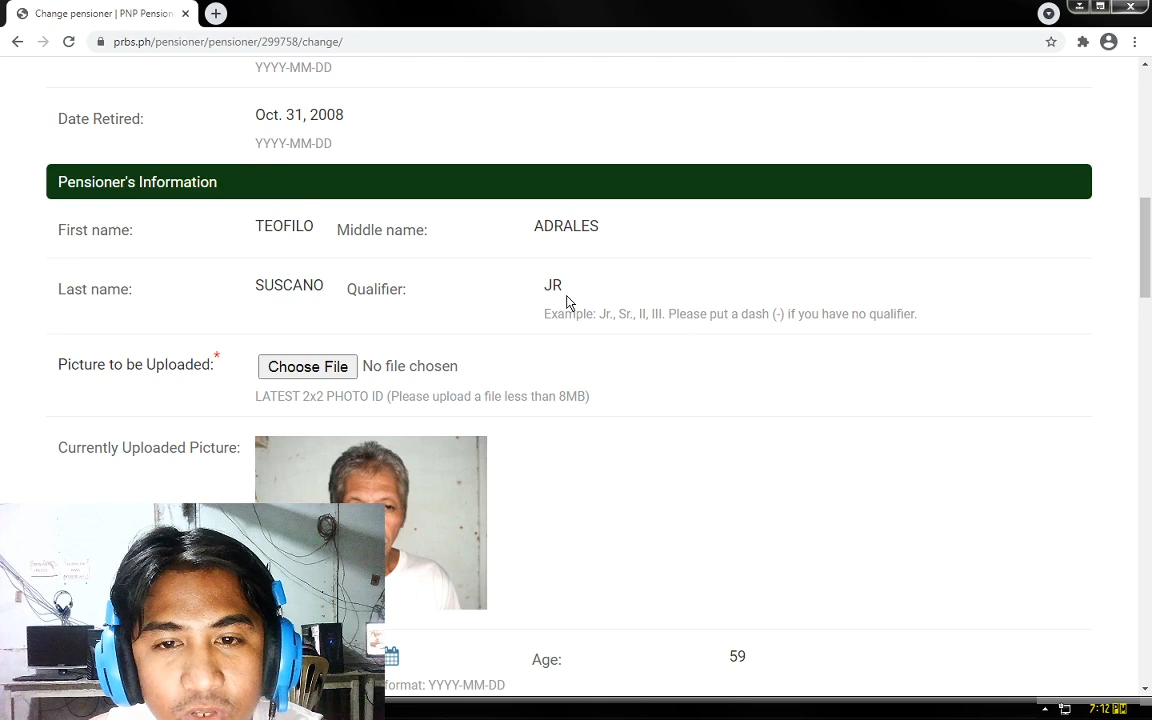 Change pensioner | PNP Pension
prbs.ph/pensioner/pensioner/299758/change/
YYYY-MM-DD
Date Retired: Oct. 31, 2008
YYYY-MM-DD
Pensioner's Information
First name: TEOFILO Middle name: ADRALES
Last name: SUSCANO Qualifier: JR
Example: Jr., Sr., II, III. Please put a dash (-) if you have no qualifier.
Picture to be Uploaded:* Choose File No file chosen
LATEST 2x2 PHOTO ID (Please upload a file less than 8MB)
Currently Uploaded Picture:
Age: 59
format: YYYY-MM-DD
7:12 PM